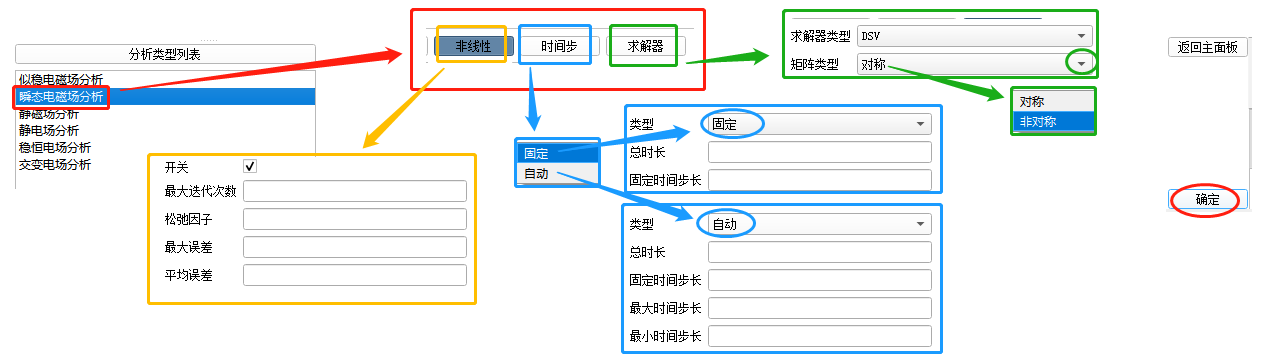 分析类型列表
似稳电磁场分析
瞬态电磁场分析
静磁场分析
静电场分析
稳恒电场分析
交变电场分析
非线性
时间步
求解器
开关
最大迭代次数
松弛因子
最大误差
平均误差
固定
自动
类型 固定
总时长
固定时间步长
类型 自动
总时长
固定时间步长
最大时间步长
最小时间步长
求解器类型 DSV
矩阵类型 对称
对称
非对称
返回主面板
确定